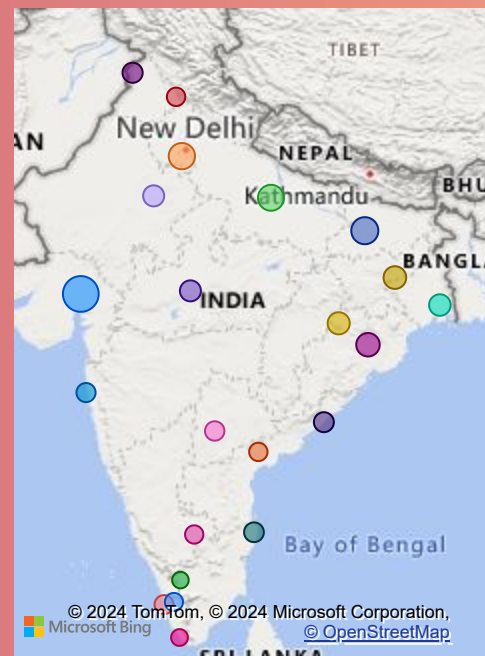 TIBET
New Delhi
AN
NEPAL
BHU
Kathmandu
BANGL
INDIA
Bay of Bengal
© 2024 TomTom, © 2024 Microsoft Corporation,
Microsoft Bing
© OpenStreetMap
SRI LANKA